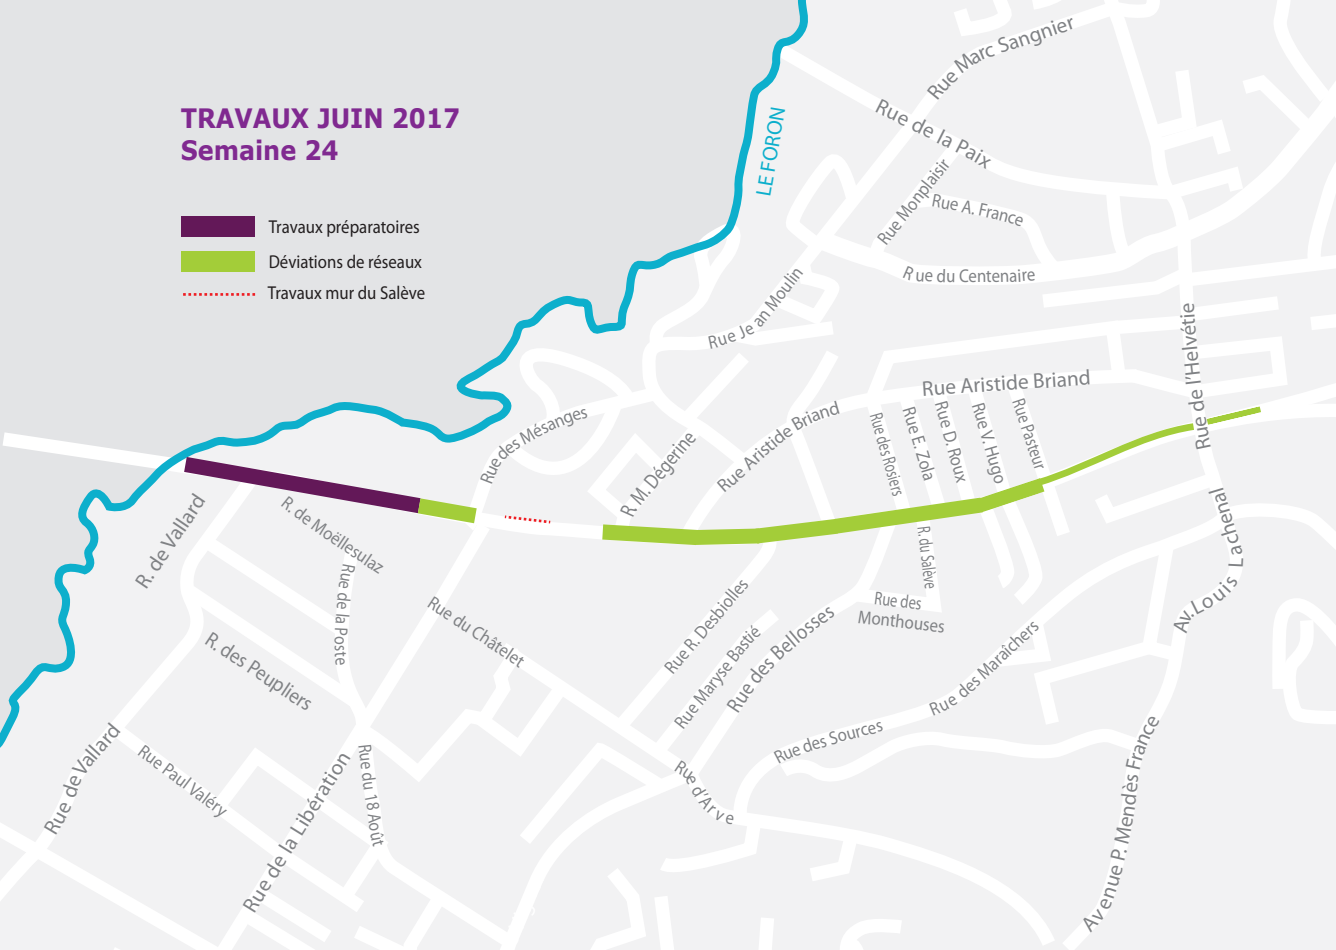 TRAVAUX JUIN 2017
Semaine 24
Travaux préparatoires
Déviations de réseaux
Travaux mur du Salève
LE FORON
Rue Marc Sangnier
Rue de la Paix
Rue Monplaisir
Rue A. France
R ue du Centenaire
Rue Je an Moulin
Rue de l'Helvétie
Rue Aristide Briand
Rue Aristide Briand
Rue des Mésanges
R M. Dégerine
Rue des Rosiers
Rue E. Zola
Rue D. Roux
Rue V. Hugo
Rue Pasteur
R. de Vallard
R. de Moëllesulaz
Rue de la Poste
R. des Peupliers
Rue du Châtelet
Rue R. Desbiolles
Rue Maryse Bastié
Rue des Bellosses
R. du Salève
Rue des
Monthouses
Rue des Maraîchers
Av. Louis Lachenal
Rue des Sources
Rue de Vallard
Rue Paul Valéry
Rue de la Libération
Rue du 18 Août
Rue d'Arve
Avenue P. Mendès France